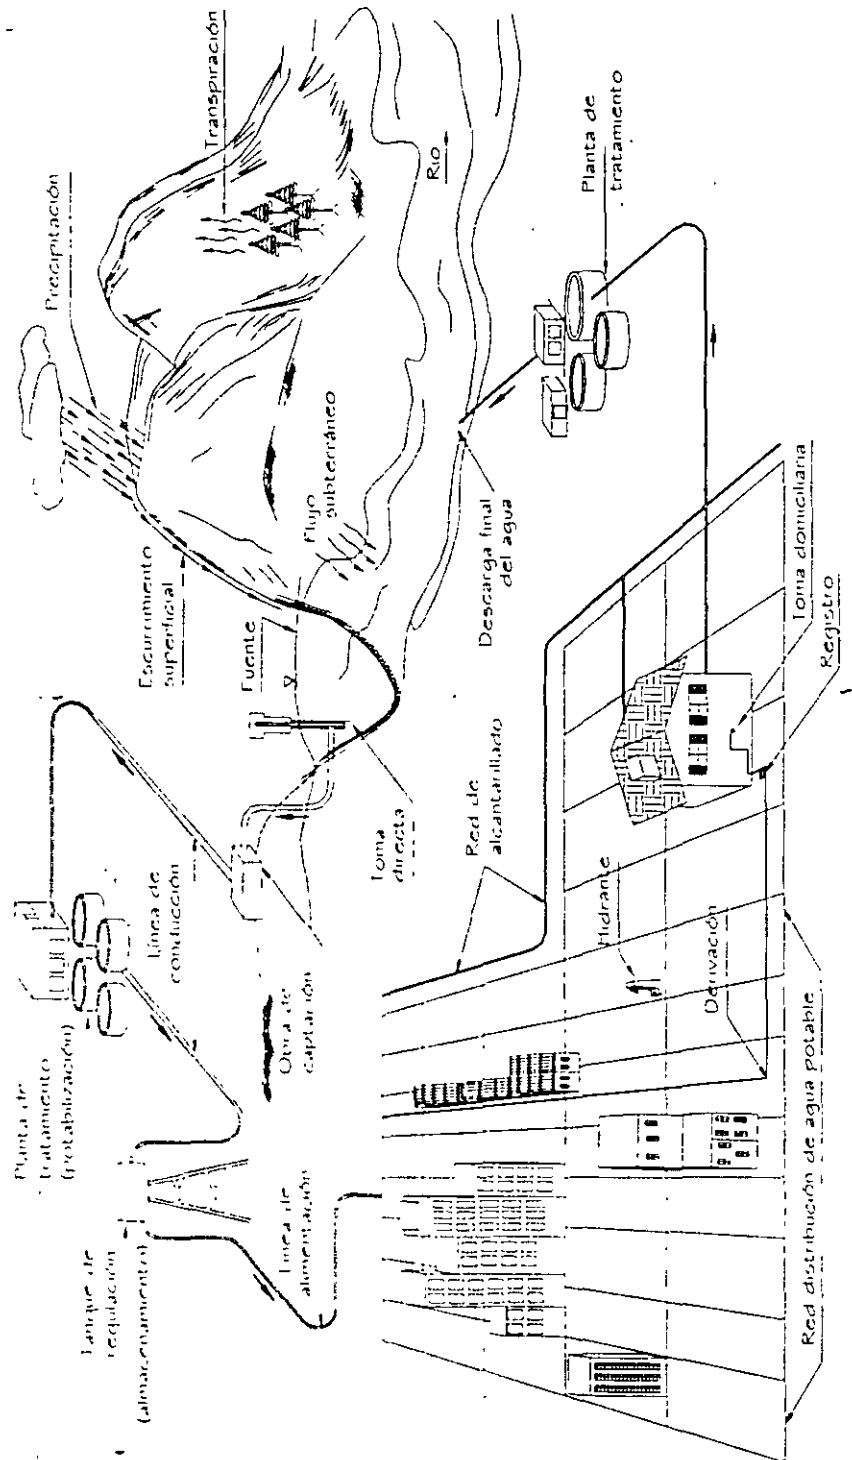 Planta de
tratamiento
(potabilización)
Tanque de
regulación
(almacenamiento)
Línea de
conducción
Línea de
alimentación
Obra de
captación
Toma
directa
Fuente
Escurrimiento
superficial
Precipitación
Transpiración
Flujo
subterráneo
Río
Descarga final
del agua
Planta de
tratamiento
Red de
alcantarillado
Hidrante
Derivación
Toma domiciliaria
Registro
Red distribución de agua potable